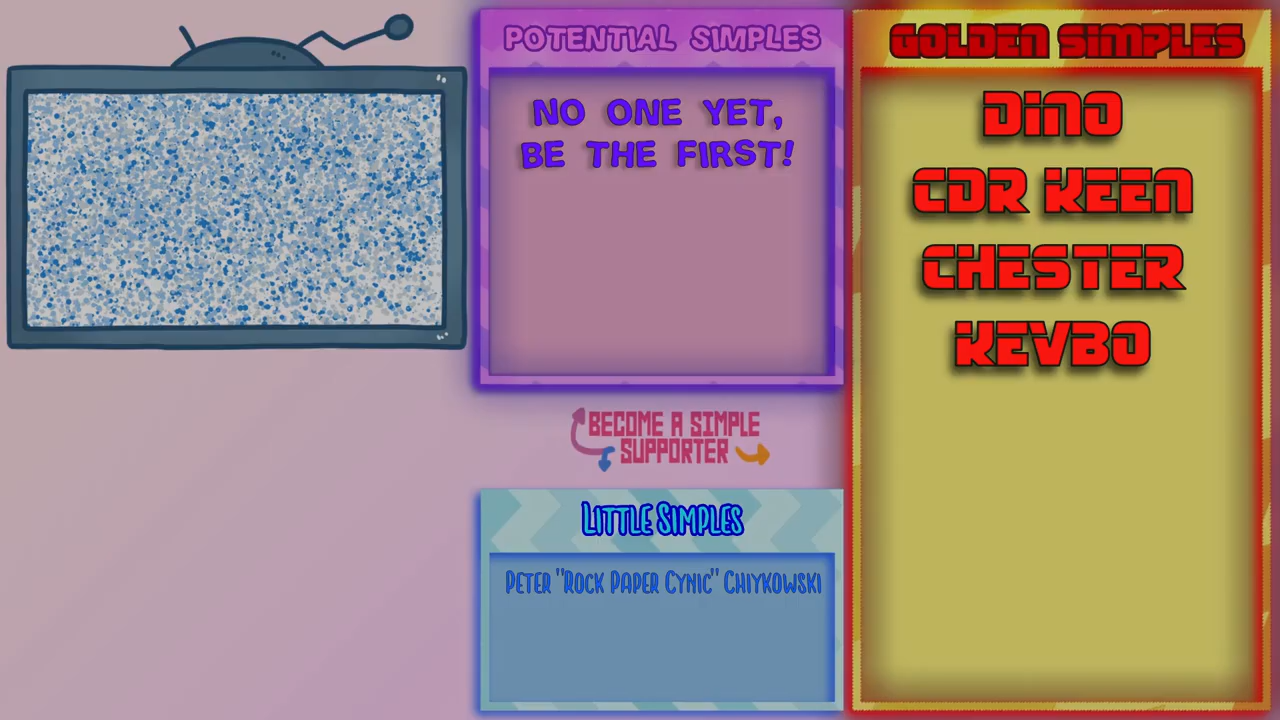 POTENTIAL SIMPLES
NO ONE YET,
BE THE FIRST!
BECOME A SIMPLE
SUPPORTER
LITTLE SIMPLES
PETER "ROCK PAPER CYNIC" CHIYKOWSKI
GOLDEN SIMPLES
DINO
CDR KEEN
CHESTER
KEVBO